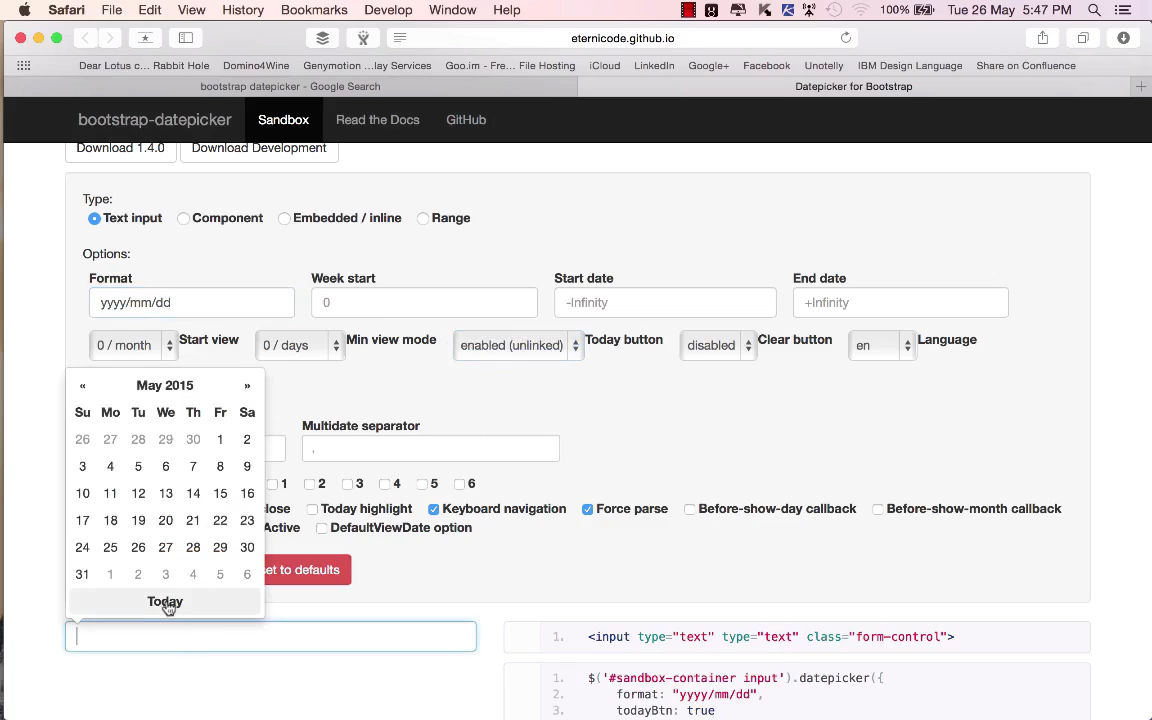 Safari File Edit View History Bookmarks Develop Window Help 100% Tue 26 May 5:47 PM
eternicode.github.io
Dear Lotus c... Rabbit Hole Domino4Wine Genymotion ...lay Services Goo.im - Fre... File Hosting iCloud LinkedIn Google+ Facebook Unotelly IBM Design Language Share on Confluence
bootstrap datepicker - Google Search Datepicker for Bootstrap
bootstrap-datepicker Sandbox Read the Docs GitHub
Download 1.4.0 Download Development
Type:
Text input Component Embedded / inline Range
Options:
Format Week start Start date End date
yyyy/mm/dd 0 -Infinity +Infinity
0 / month Start view 0 / days Min view mode enabled (unlinked) Today button disabled Clear button en Language
« May 2015 »
Su Mo Tu We Th Fr Sa
26 27 28 29 30 1 2
3 4 5 6 7 8 9
10 11 12 13 14 15 16
17 18 19 20 21 22 23
24 25 26 27 28 29 30
31 1 2 3 4 5 6
Today
Multidate separator
,
1 2 3 4 5 6
lose Today highlight Keyboard navigation Force parse Before-show-day callback Before-show-month callback
Active DefaultViewDate option
et to defaults
1. <input type="text" type="text" class="form-control">
1. $('#sandbox-container input').datepicker({
2. format: "yyyy/mm/dd",
3. todayBtn: true